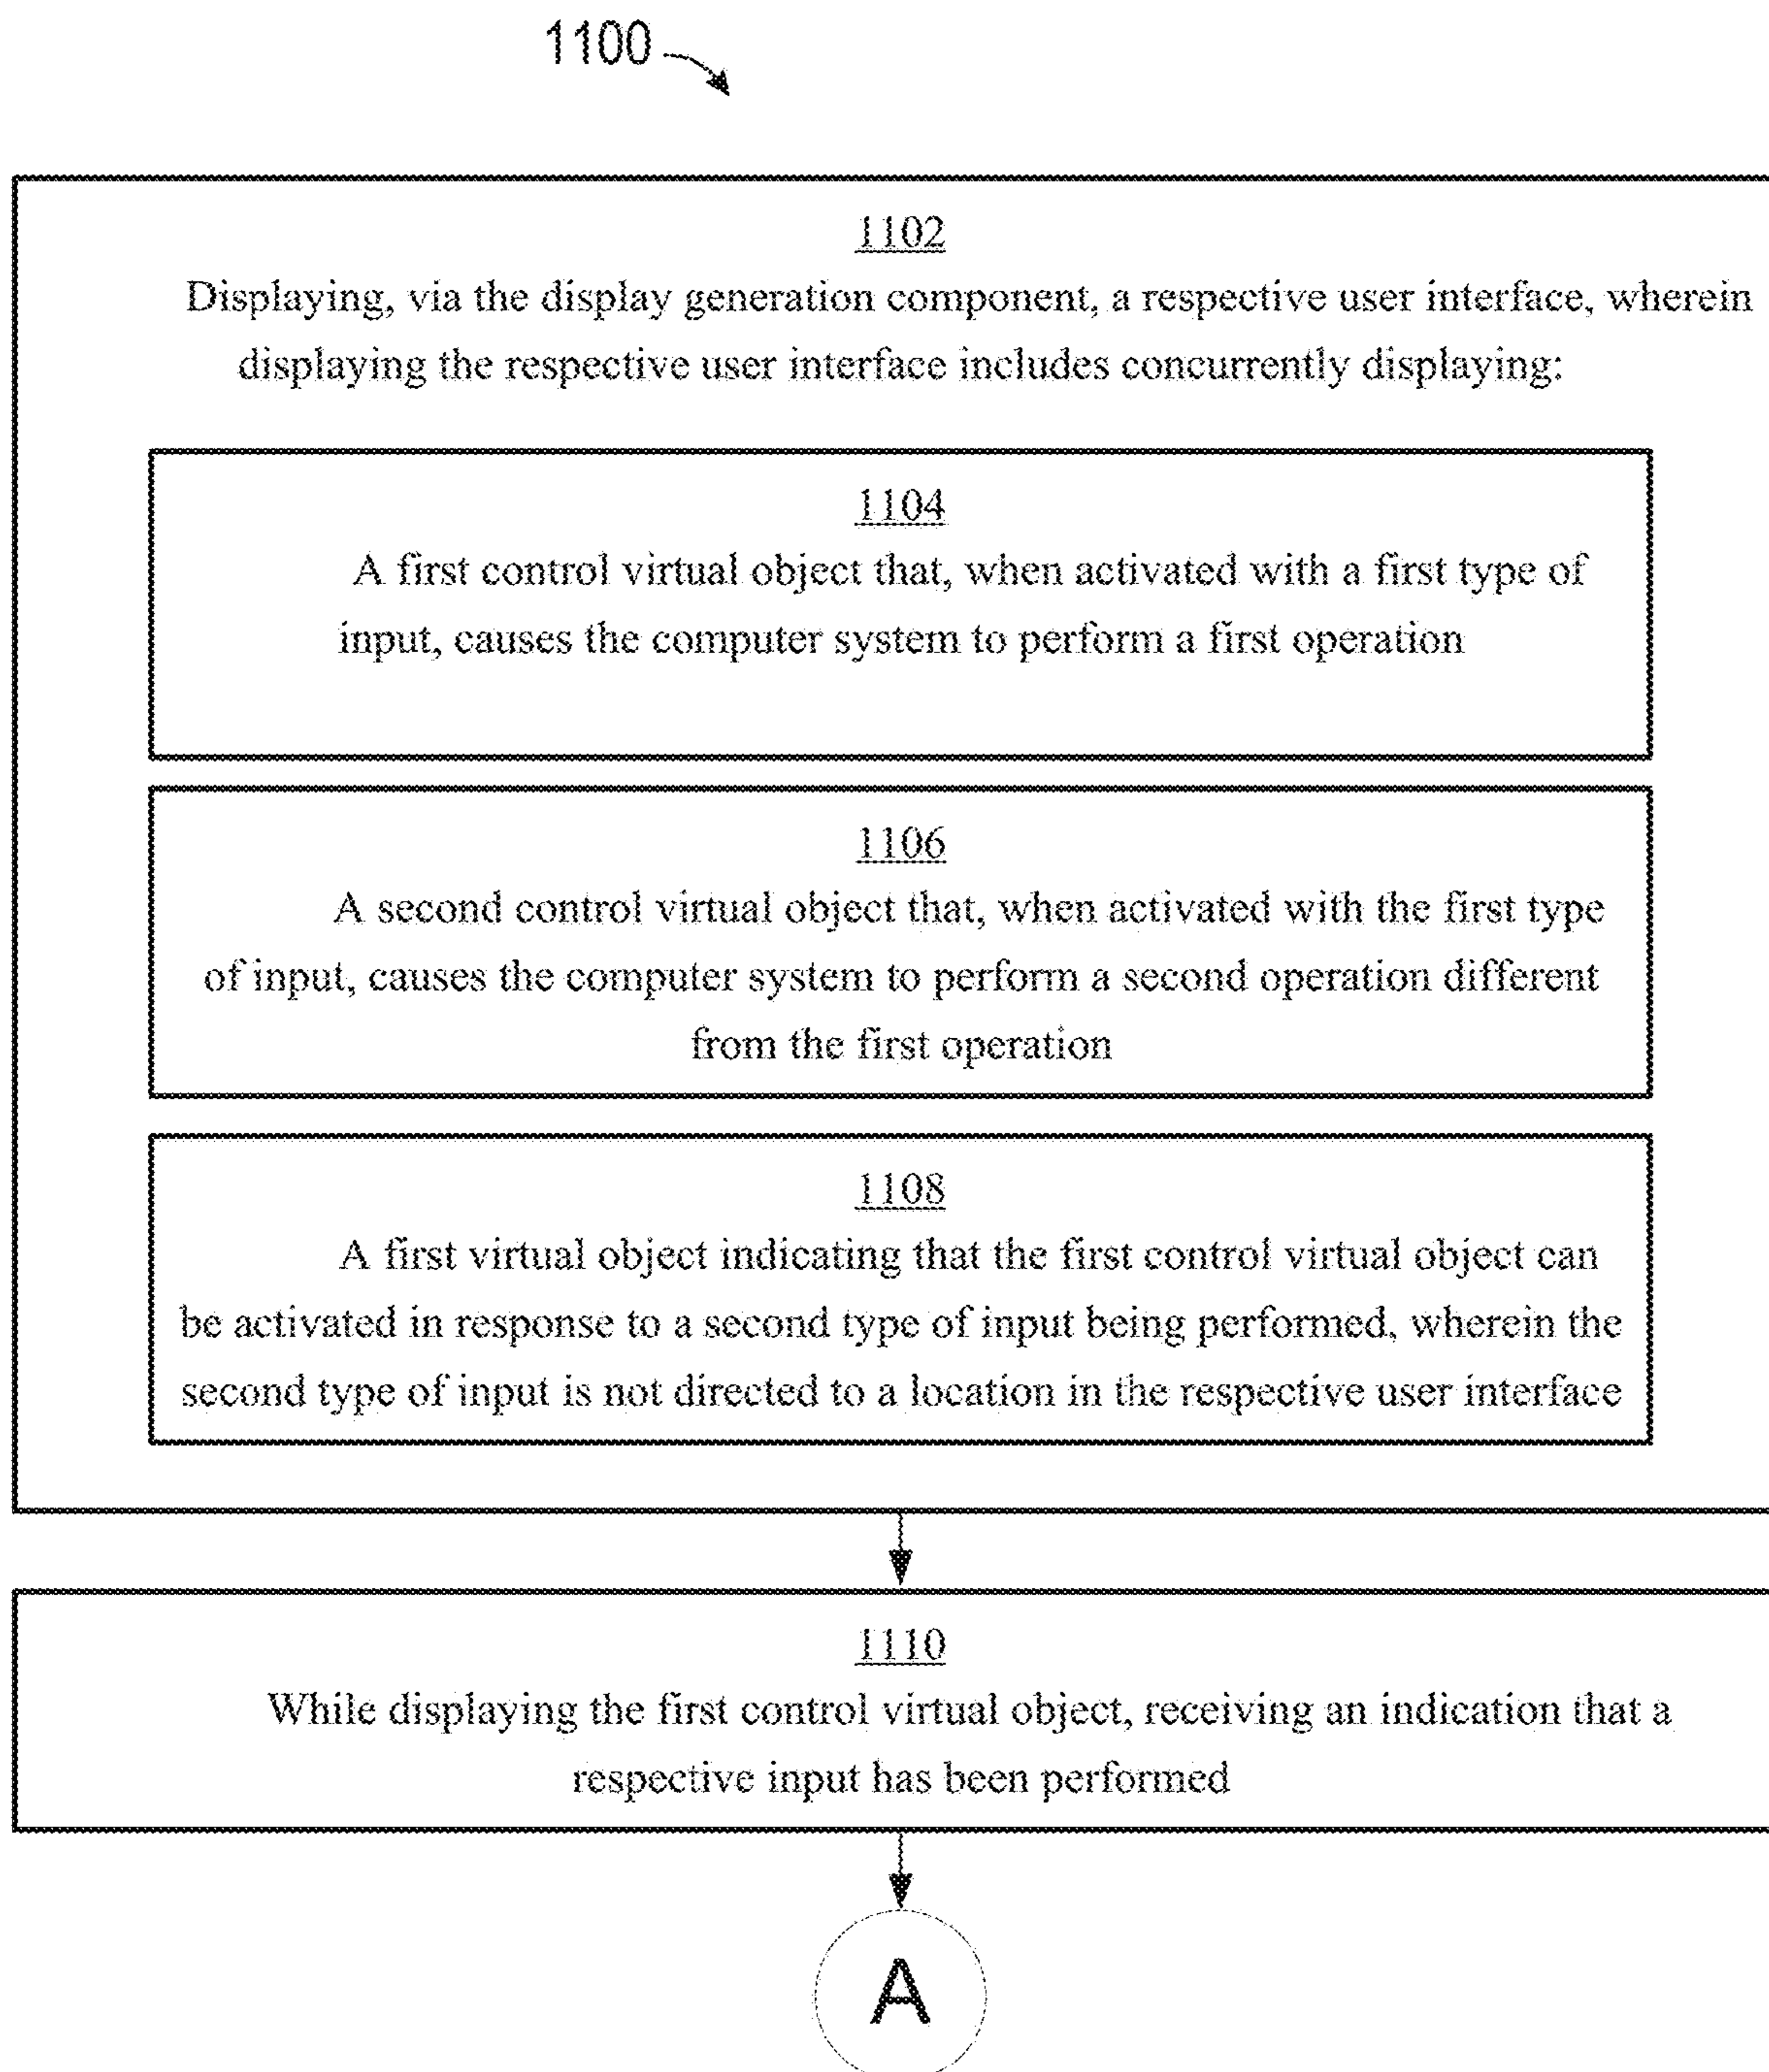 1100
1102
Displaying, via the display generation component, a respective user interface, wherein
displaying the respective user interface includes concurrently displaying:
1104
A first control virtual object that, when activated with a first type of
input, causes the computer system to perform a first operation
1106
A second control virtual object that, when activated with the first type
of input, causes the computer system to perform a second operation different
from the first operation
1108
A first virtual object indicating that the first control virtual object can
be activated in response to a second type of input being performed, wherein the
second type of input is not directed to a location in the respective user interface
1110
While displaying the first control virtual object, receiving an indication that a
respective input has been performed
A